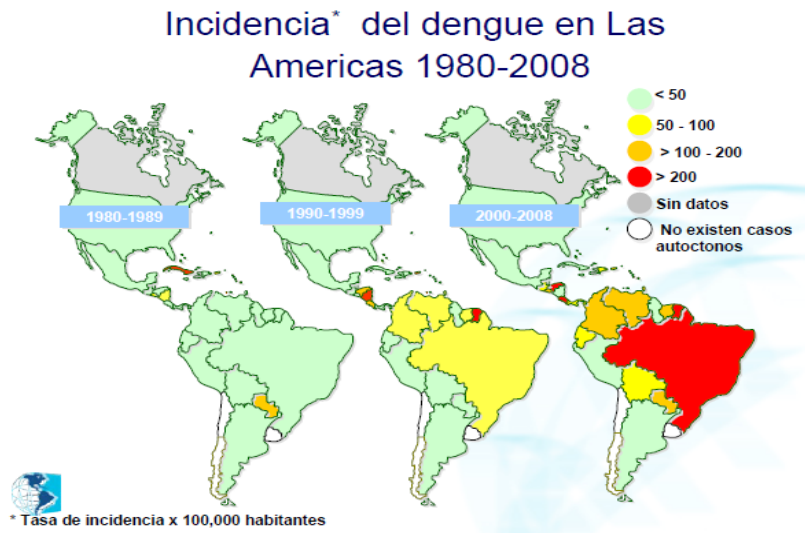 Incidencia* del dengue en Las
Americas 1980-2008
< 50
50 - 100
> 100 - 200
> 200
Sin datos
No existen casos
autoctonos
1980-1989
1990-1999
2000-2008
* Tasa de incidencia x 100,000 habitantes